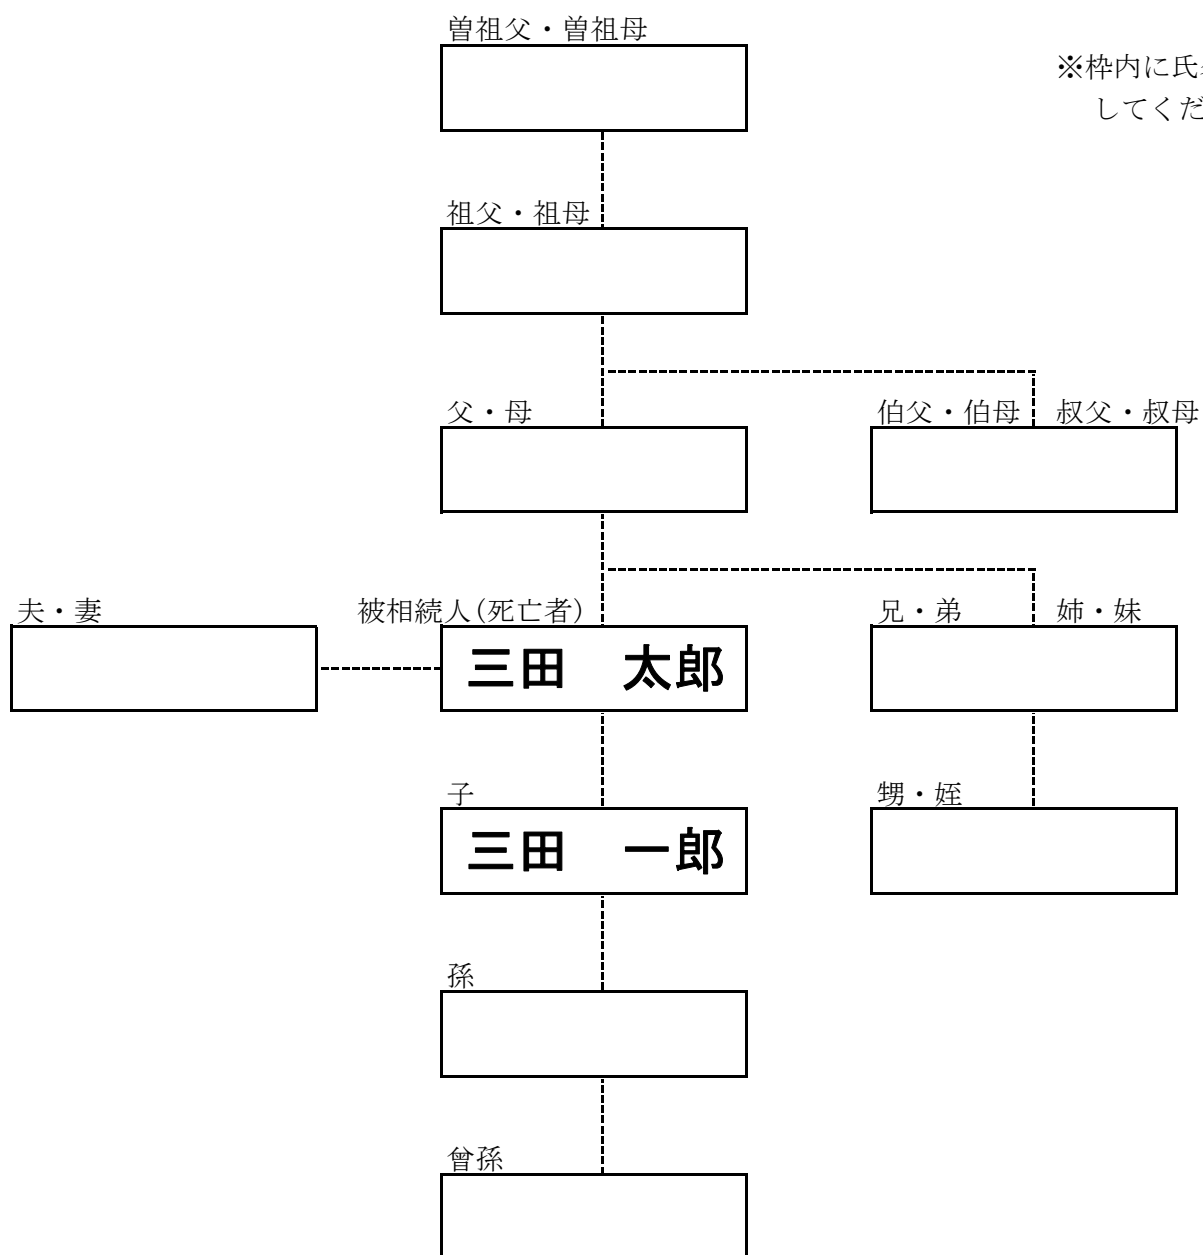 曽祖父・曽祖母
※枠内に氏
してくだ
祖父・祖母
父・母
伯父・伯母 叔父・叔母
夫・妻
被相続人(死亡者)
兄・弟 姉・妹
三田 太郎
子
甥・姪
三田 一郎
孫
曾孫